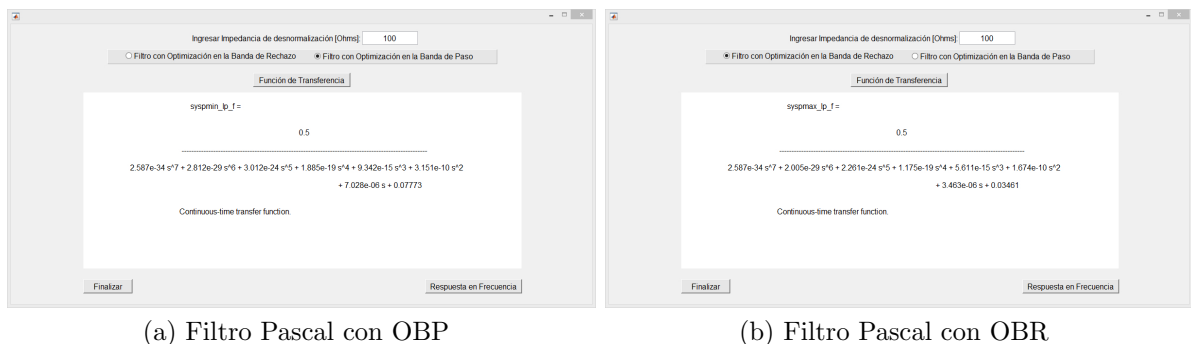 Ingresar Impedancia de desnormalización [Ohms]: 100
Filtro con Optimización en la Banda de Rechazo Filtro con Optimización en la Banda de Paso
Función de Transferencia
syspmin_lp_f =
0.5
--------------------------------------------------------------------------------------------
2.587e-34 s^7 + 2.812e-29 s^6 + 3.012e-24 s^5 + 1.885e-19 s^4 + 9.342e-15 s^3 + 3.151e-10 s^2
+ 7.028e-06 s + 0.07773
Continuous-time transfer function.
Finalizar Respuesta en Frecuencia
(a) Filtro Pascal con OBP
Ingresar Impedancia de desnormalización [Ohms]: 100
Filtro con Optimización en la Banda de Rechazo Filtro con Optimización en la Banda de Paso
Función de Transferencia
syspmax_lp_f =
0.5
--------------------------------------------------------------------------------------------
2.587e-34 s^7 + 2.005e-29 s^6 + 2.261e-24 s^5 + 1.175e-19 s^4 + 5.611e-15 s^3 + 1.674e-10 s^2
+ 3.463e-06 s + 0.03461
Continuous-time transfer function.
Finalizar Respuesta en Frecuencia
(b) Filtro Pascal con OBR